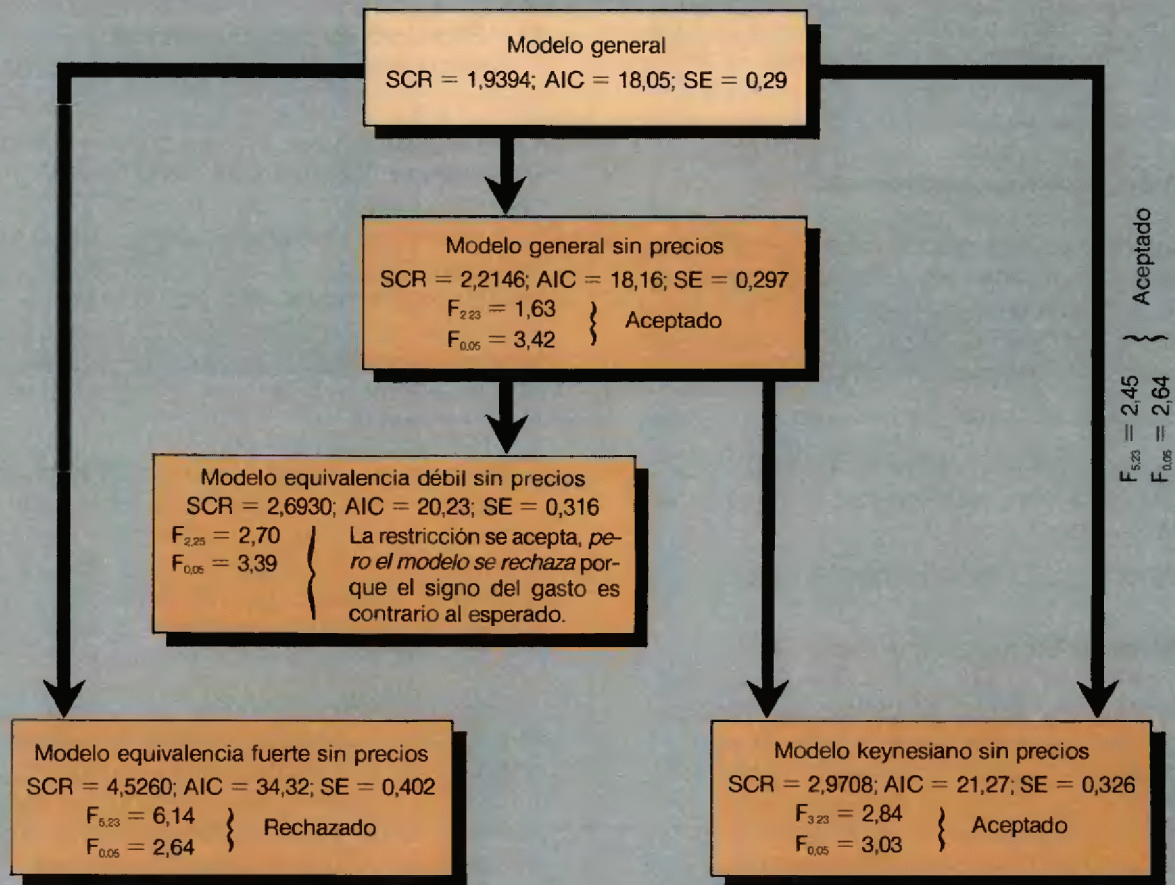 Modelo general
SCR = 1,9394; AIC = 18,05; SE = 0,29
Modelo general sin precios
SCR = 2,2146; AIC = 18,16; SE = 0,297
F2.23 = 1,63
F0,05 = 3,42
} Aceptado
F5,23 = 2,45
F0,05 = 2,64
} Aceptado
Modelo equivalencia débil sin precios
SCR = 2,6930; AIC = 20,23; SE = 0,316
F2,25 = 2,70
F0,05 = 3,39
{
La restricción se acepta, pe-
ro el modelo se rechaza por-
que el signo del gasto es
contrario al esperado.
Modelo equivalencia fuerte sin precios
SCR = 4,5260; AIC = 34,32; SE = 0,402
F5,23 = 6,14
F0,05 = 2,64
} Rechazado
Modelo keynesiano sin precios
SCR = 2,9708; AIC = 21,27; SE = 0,326
F3.23 = 2,84
F0,05 = 3,03
} Aceptado